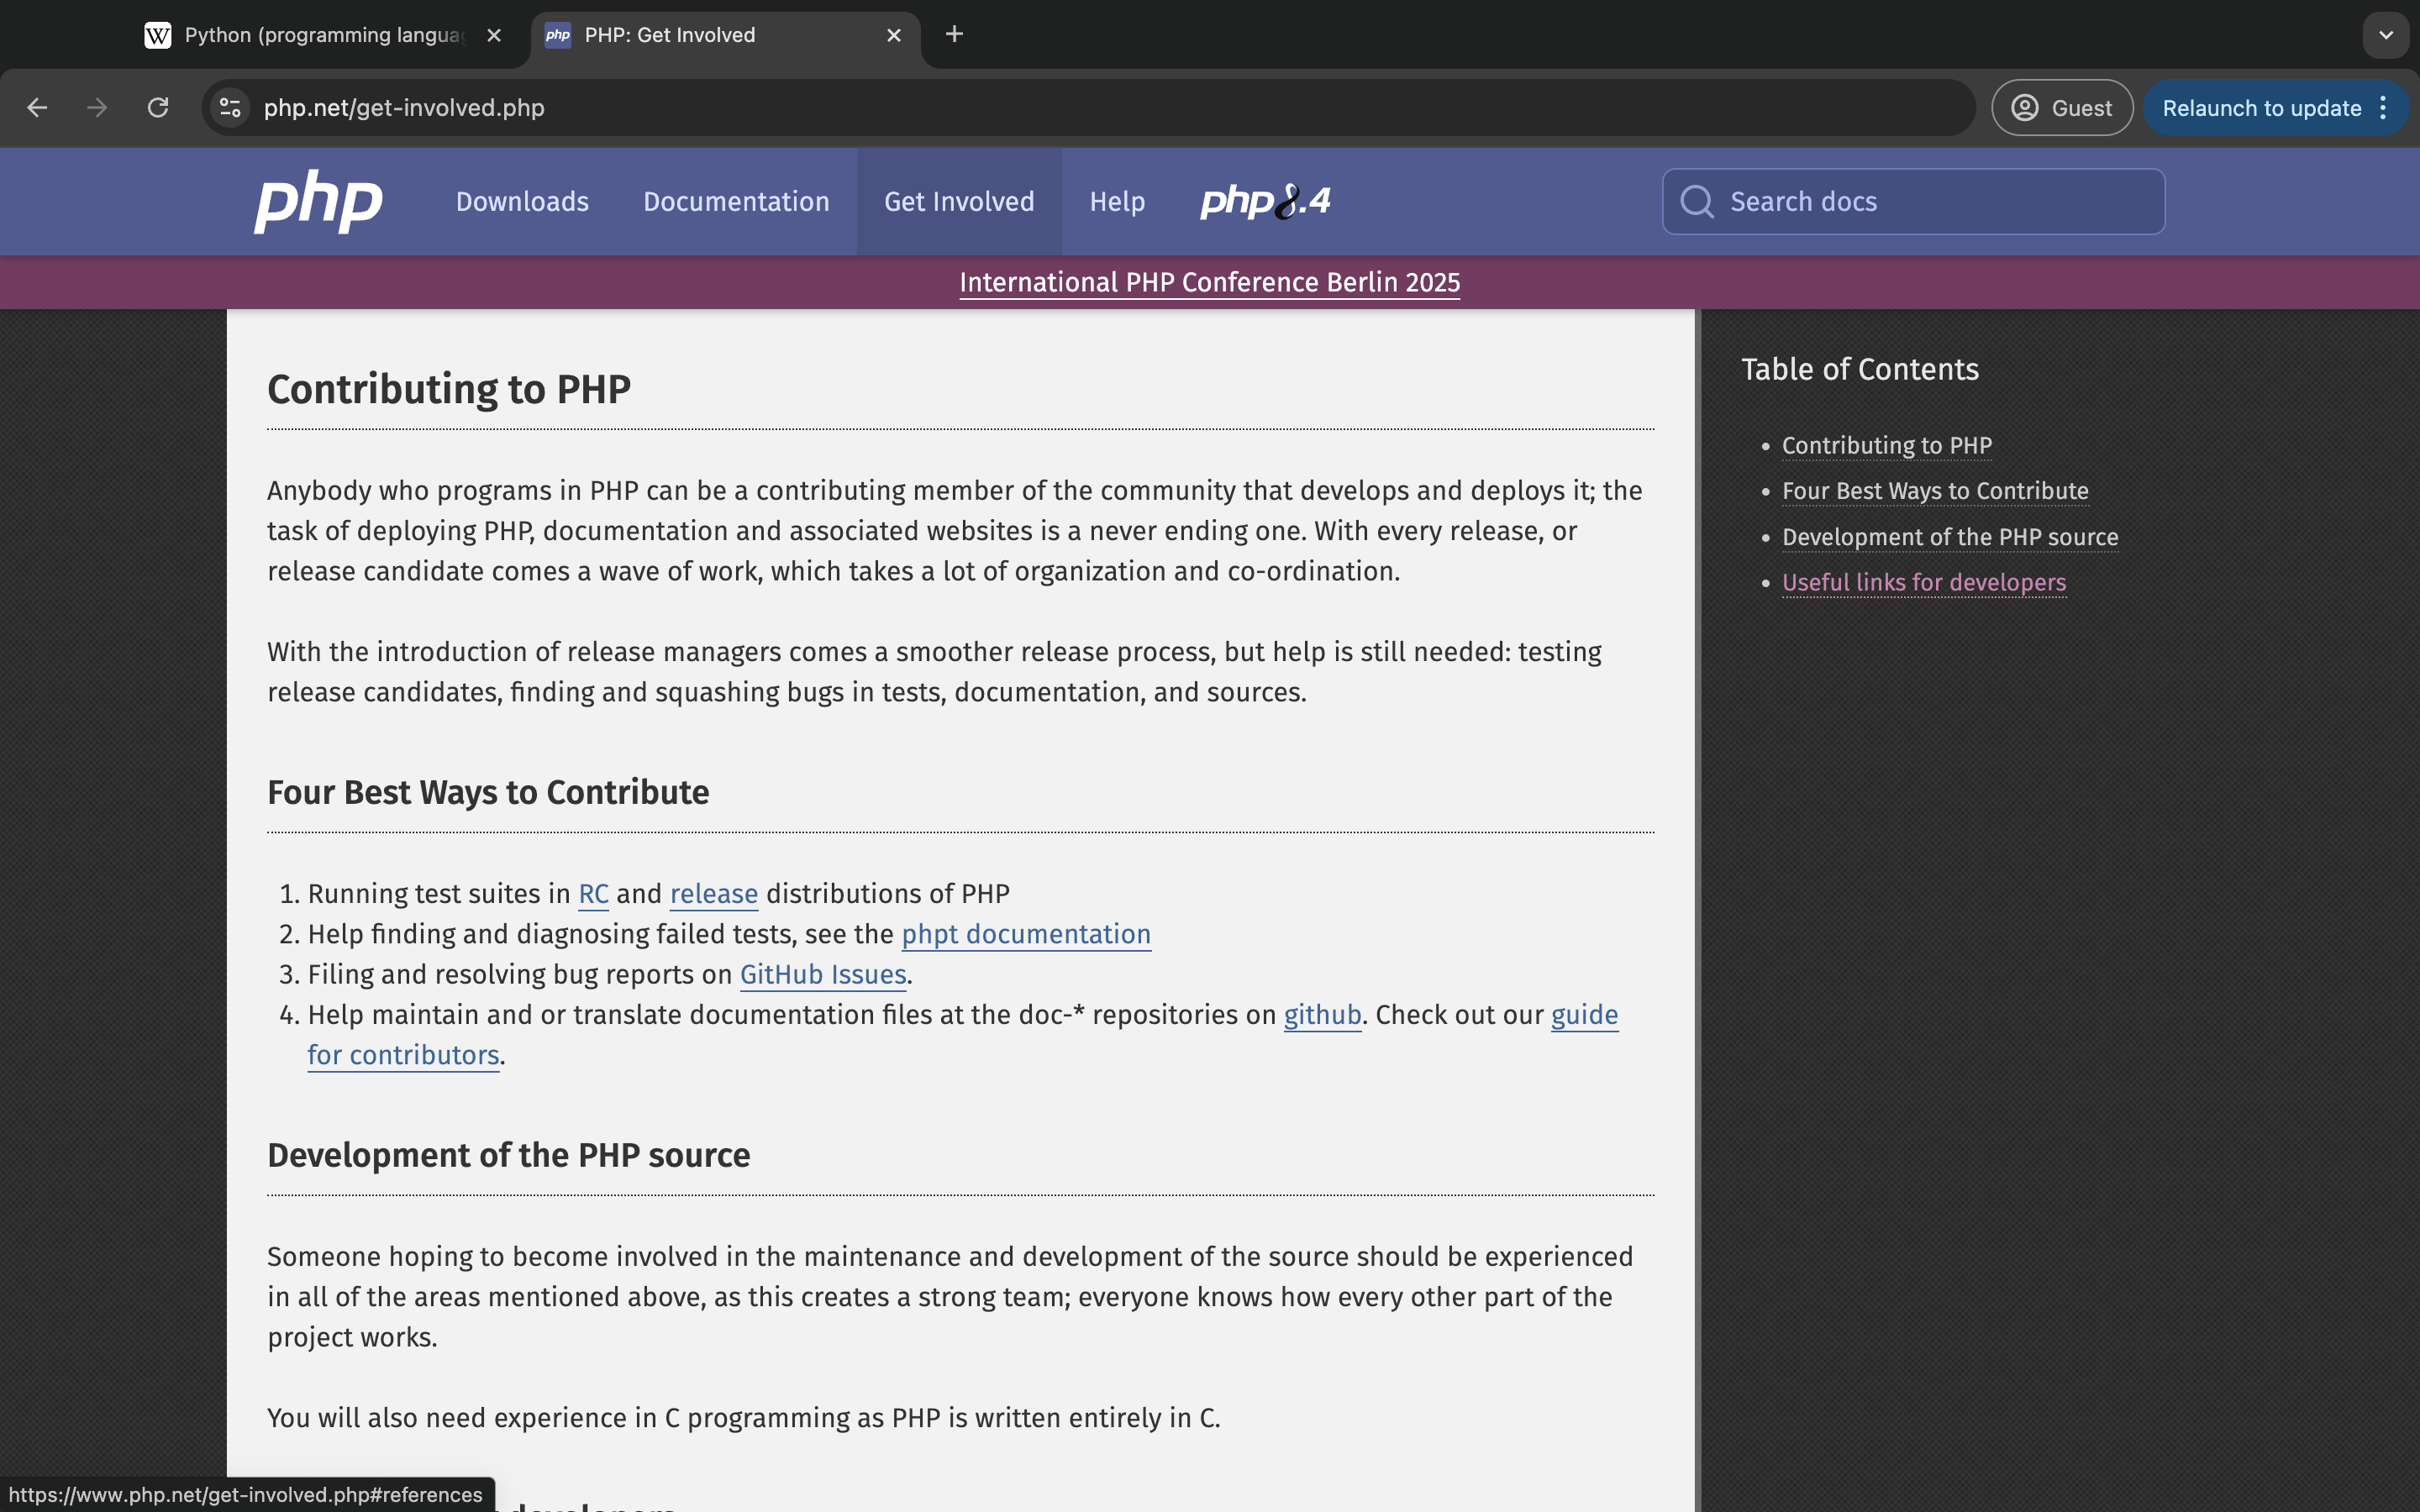 Python (programming langua
php PHP: Get Involved
php.net/get-involved.php
Guest
Relaunch to update
php
Downloads
Documentation
Get Involved
Help
php8.4
Search docs
International PHP Conference Berlin 2025
Contributing to PHP
Anybody who programs in PHP can be a contributing member of the community that develops and deploys it; the
task of deploying PHP, documentation and associated websites is a never ending one. With every release, or
release candidate comes a wave of work, which takes a lot of organization and co-ordination.
With the introduction of release managers comes a smoother release process, but help is still needed: testing
release candidates, finding and squashing bugs in tests, documentation, and sources.
Four Best Ways to Contribute
1. Running test suites in RC and release distributions of PHP
2. Help finding and diagnosing failed tests, see the phpt documentation
3. Filing and resolving bug reports on GitHub Issues.
4. Help maintain and or translate documentation files at the doc-* repositories on github. Check out our guide
for contributors.
Development of the PHP source
Someone hoping to become involved in the maintenance and development of the source should be experienced
in all of the areas mentioned above, as this creates a strong team; everyone knows how every other part of the
project works.
You will also need experience in C programming as PHP is written entirely in C.
Table of Contents
• Contributing to PHP
• Four Best Ways to Contribute
• Development of the PHP source
• Useful links for developers
https://www.php.net/get-involved.php#references